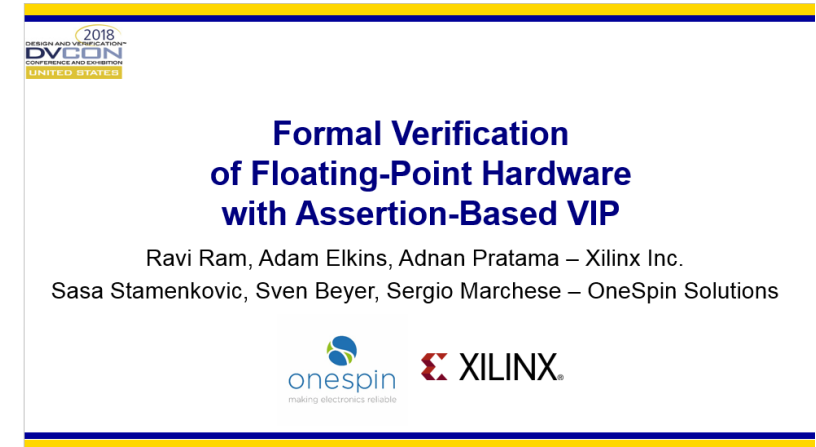 2018
DESIGN AND VERIFICATION™
DVCON
CONFERENCE AND EXHIBITION
UNITED STATES
Formal Verification
of Floating-Point Hardware
with Assertion-Based VIP
Ravi Ram, Adam Elkins, Adnan Pratama – Xilinx Inc.
Sasa Stamenkovic, Sven Beyer, Sergio Marchese – OneSpin Solutions
onespin
making electronics reliable
XILINX®